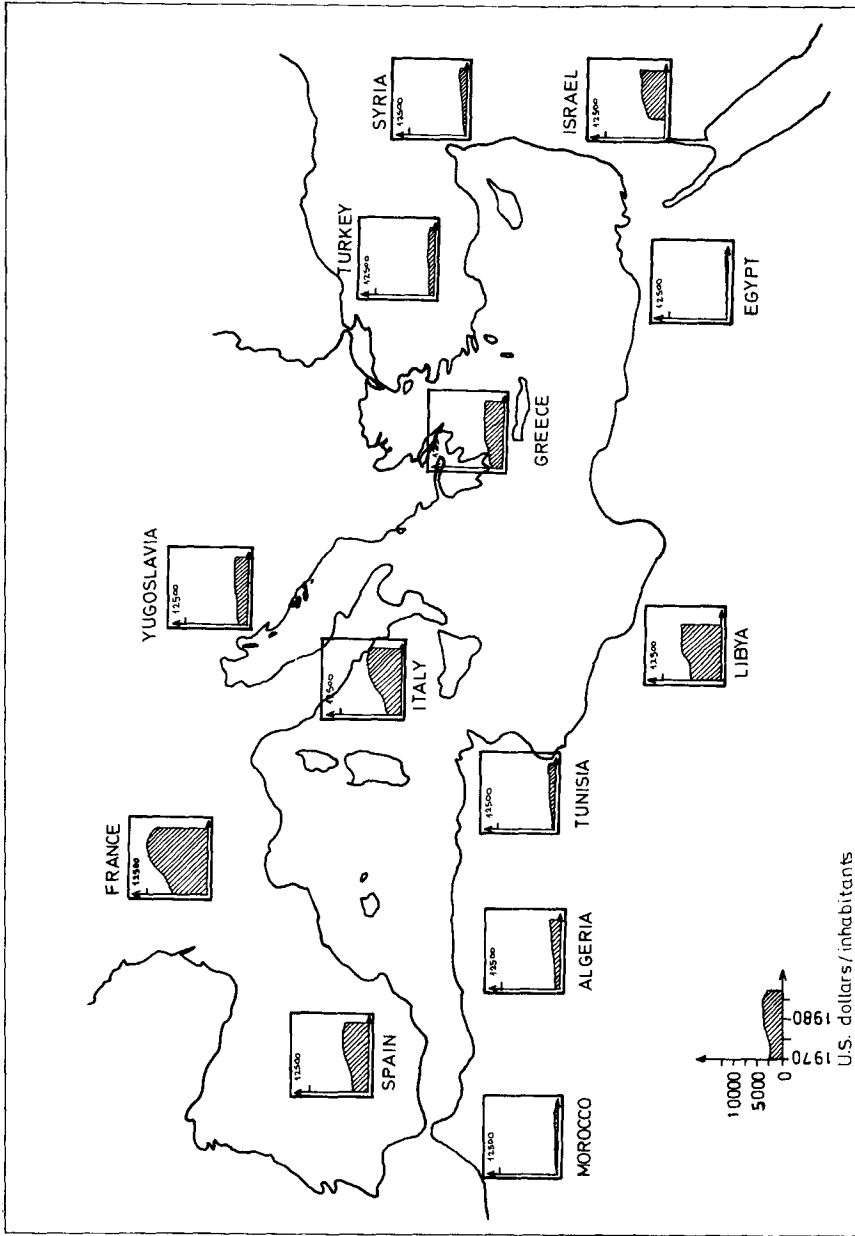 FRANCE
12500
YUGOSLAVIA
12500
SPAIN
12500
ITALY
12500
GREECE
TURKEY
12500
SYRIA
12500
MOROCCO
12500
ALGERIA
12500
TUNISIA
12500
LIBYA
12500
EGYPT
12500
ISRAEL
12500
10000
5000
0
1970
1980
U.S. dollars/inhabitants